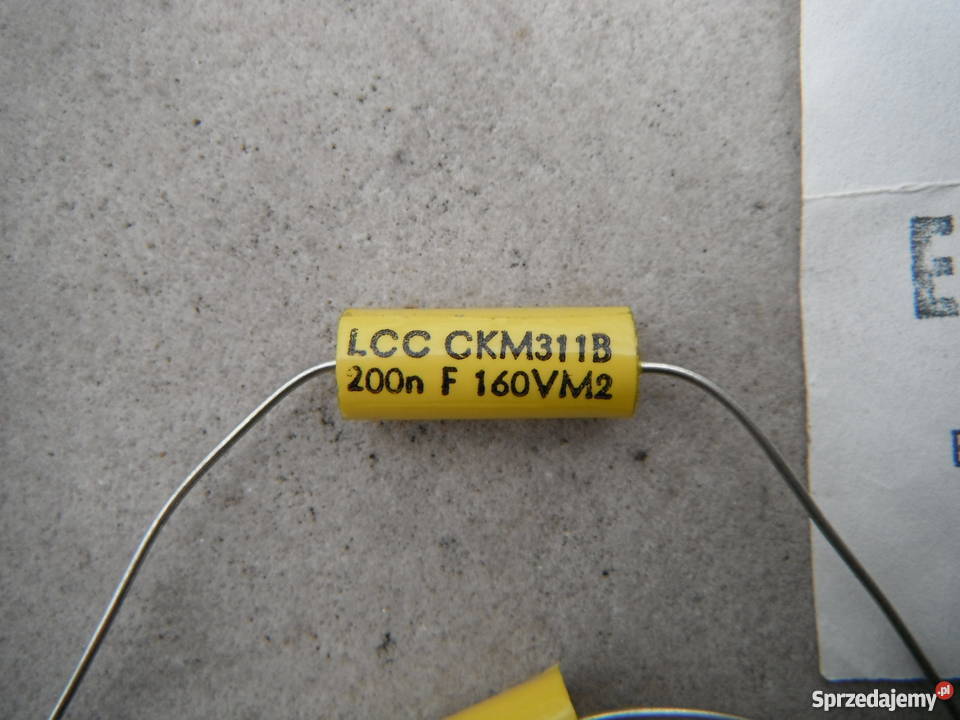 LCC CKM311B
200n F 160VM2
E
Sprzedajemy.pl